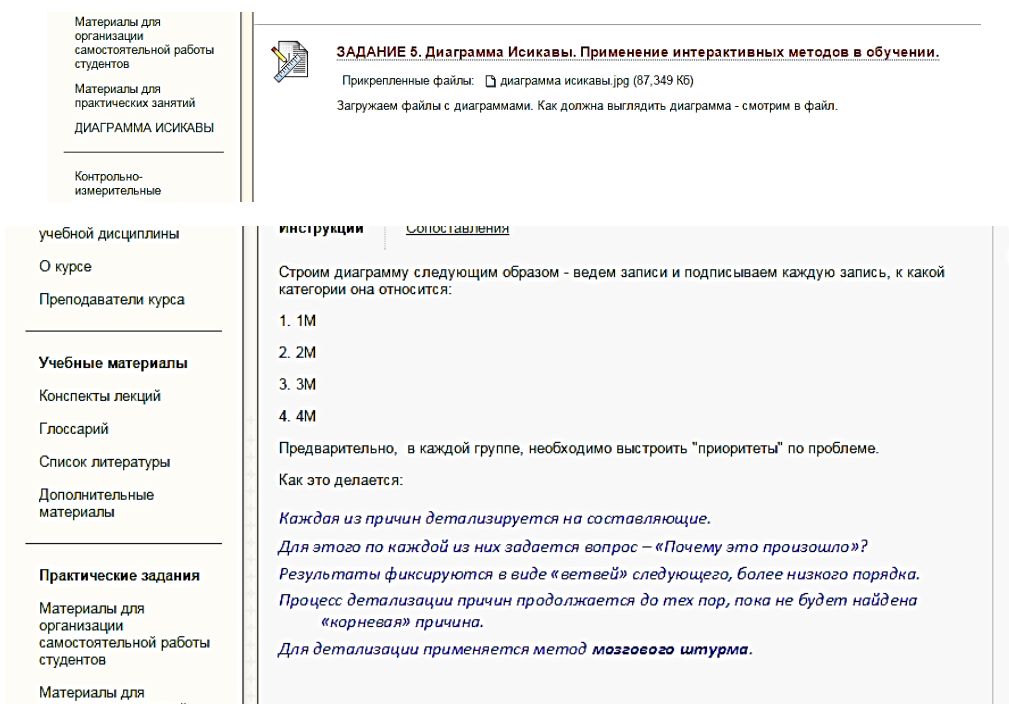 Материалы для
организации
самостоятельной работы
студентов
Материалы для
практических занятий
ДИАГРАММА ИСИКАВЫ
Контрольно-
измерительные
ЗАДАНИЕ 5. Диаграмма Исикавы. Применение интерактивных методов в обучении.
Прикрепленные файлы: диаграмма исикавы.jpg (87,349 Кб)
Загружаем файлы с диаграммами. Как должна выглядить диаграмма - смотрим в файл.
учебной дисциплины
О курсе
Преподаватели курса
Учебные материалы
Конспекты лекций
Глоссарий
Список литературы
Дополнительные
материалы
Практические задания
Материалы для
организации
самостоятельной работы
студентов
Материалы для
Инструкции Сопоставления
Строим диаграмму следующим образом - ведем записи и подписываем каждую запись, к какой
категории она относится:
1. 1М
2. 2М
3. 3М
4. 4М
Предварительно, в каждой группе, необходимо выстроить "приоритеты" по проблеме.
Как это делается:
Каждая из причин детализируется на составляющие.
Для этого по каждой из них задается вопрос – «Почему это произошло»?
Результаты фиксируются в виде «ветвей» следующего, более низкого порядка.
Процесс детализации причин продолжается до тех пор, пока не будет найдена
«корневая» причина.
Для детализации применяется метод мозгового штурма.